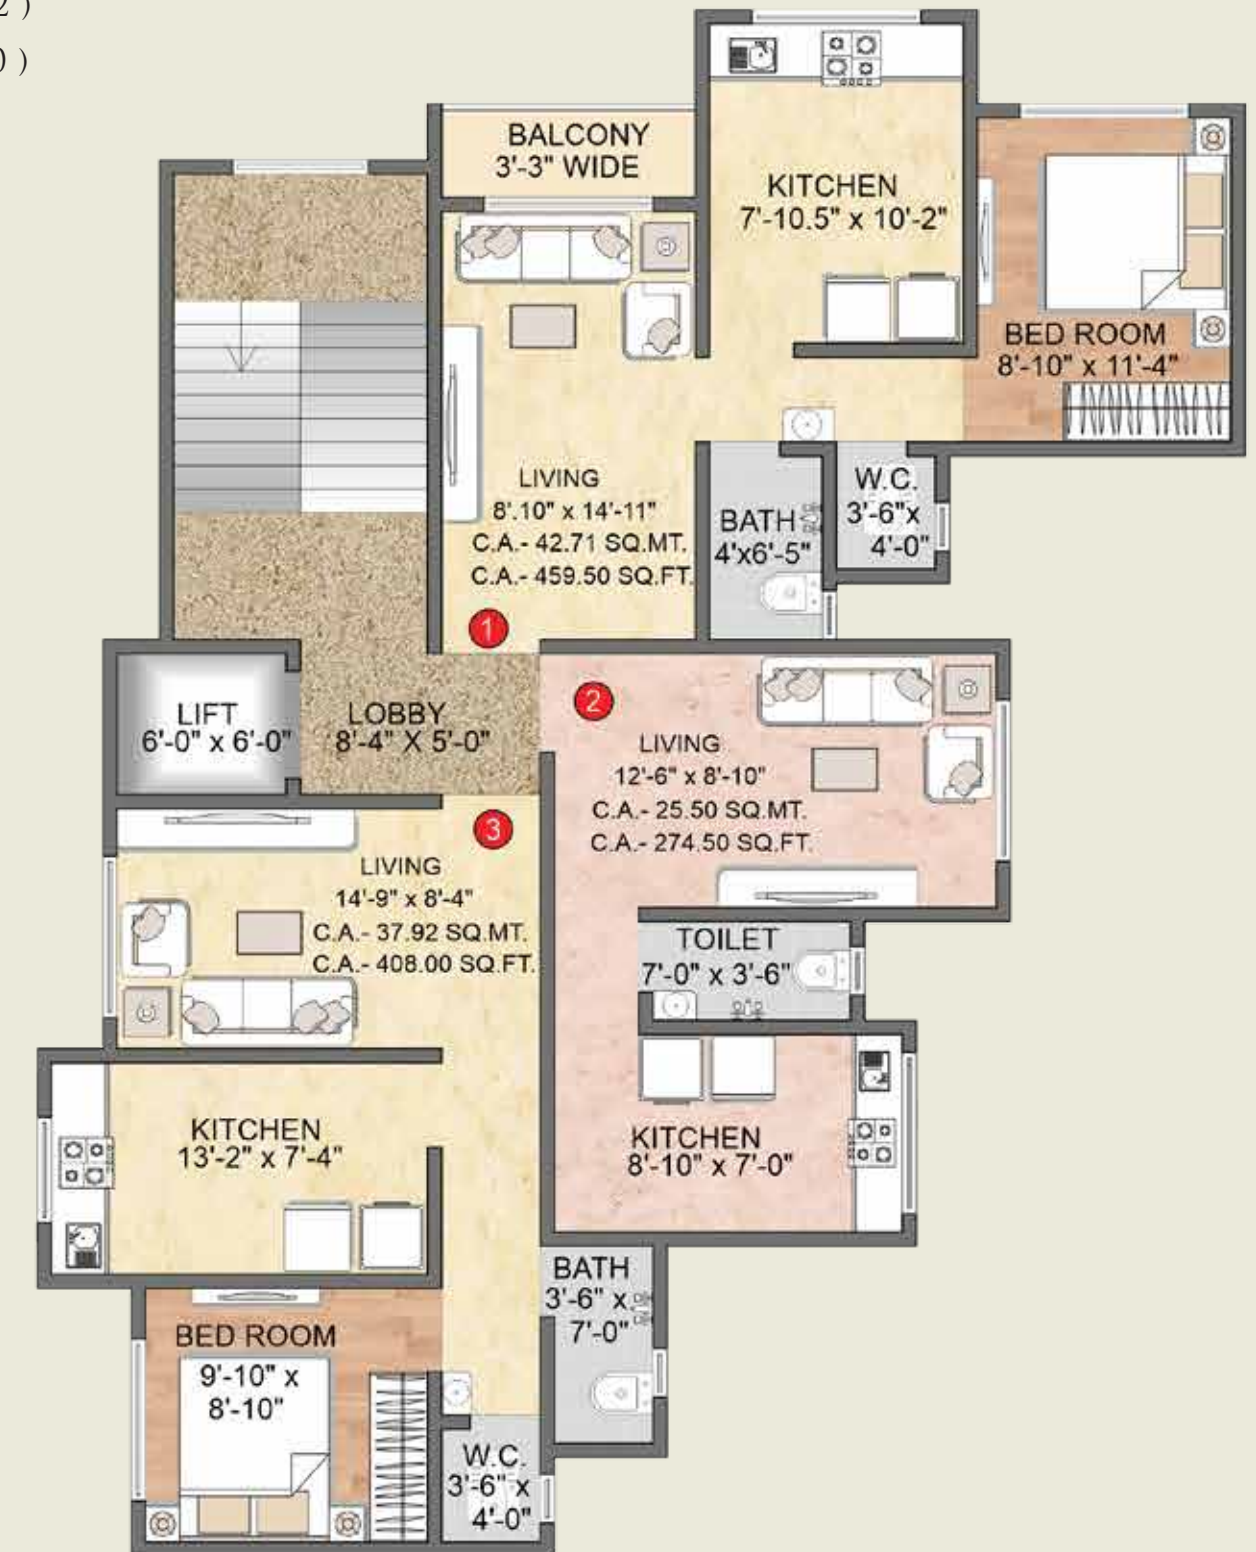 2 )
0 )
BALCONY
3'-3" WIDE
KITCHEN
7'-10.5" x 10'-2"
BED ROOM
8'-10" x 11'-4"
LIVING
8'.10" x 14'-11"
C.A.- 42.71 SQ.MT.
C.A.- 459.50 SQ.FT.
1
BATH
4'x6'-5"
W.C.
3'-6"x
4'-0"
LIFT
6'-0" x 6'-0"
LOBBY
8'-4" X 5'-0"
2
LIVING
12'-6" x 8'-10"
C.A.- 25.50 SQ.MT.
C.A.- 274.50 SQ.FT.
3
LIVING
14'-9" x 8'-4"
C.A.- 37.92 SQ.MT.
C.A.- 408.00 SQ.FT.
TOILET
7'-0" x 3'-6"
KITCHEN
13'-2" x 7'-4"
KITCHEN
8'-10" x 7'-0"
BATH
3'-6" x
7'-0"
BED ROOM
9'-10" x
8'-10"
W.C.
3'-6" x
4'-0"